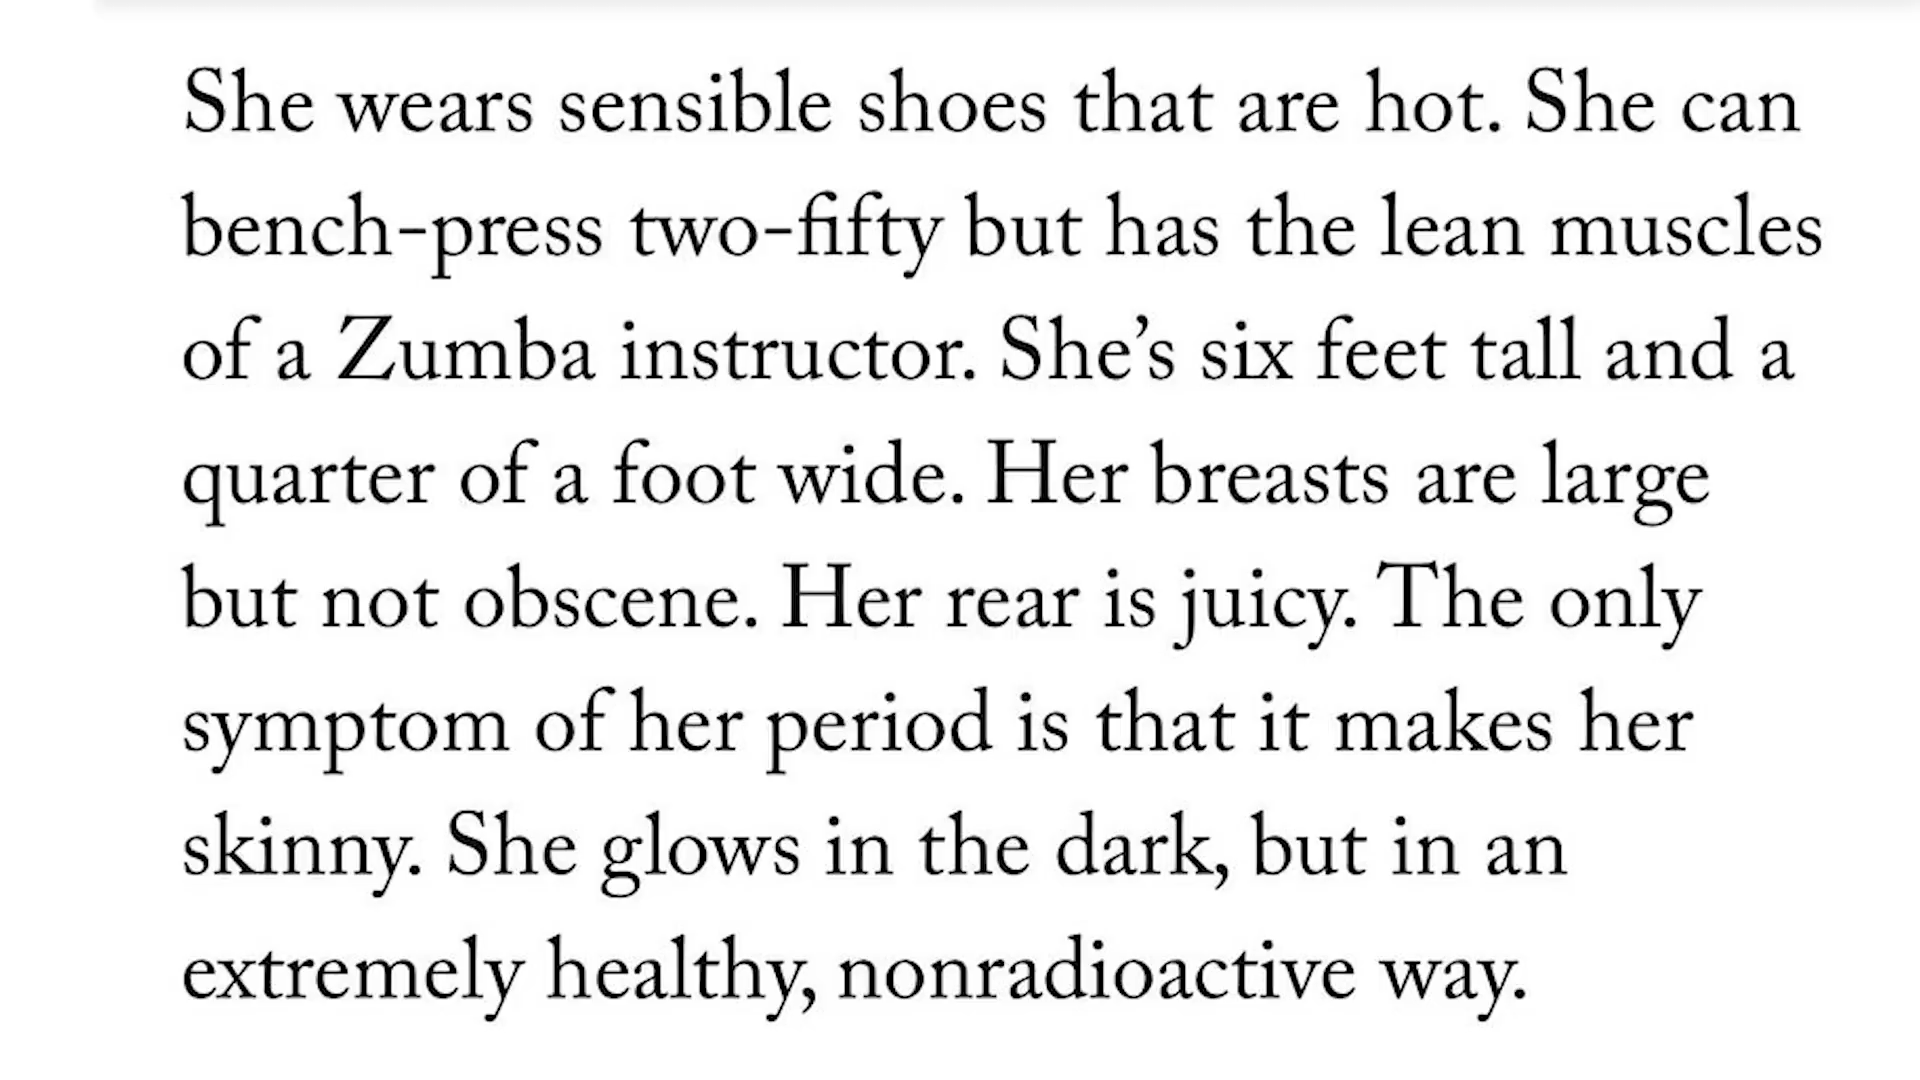 She wears sensible shoes that are hot. She can
bench-press two-fifty but has the lean muscles
of a Zumba instructor. She’s six feet tall and a
quarter of a foot wide. Her breasts are large
but not obscene. Her rear is juicy. The only
symptom of her period is that it makes her
skinny. She glows in the dark, but in an
extremely healthy, nonradioactive way.